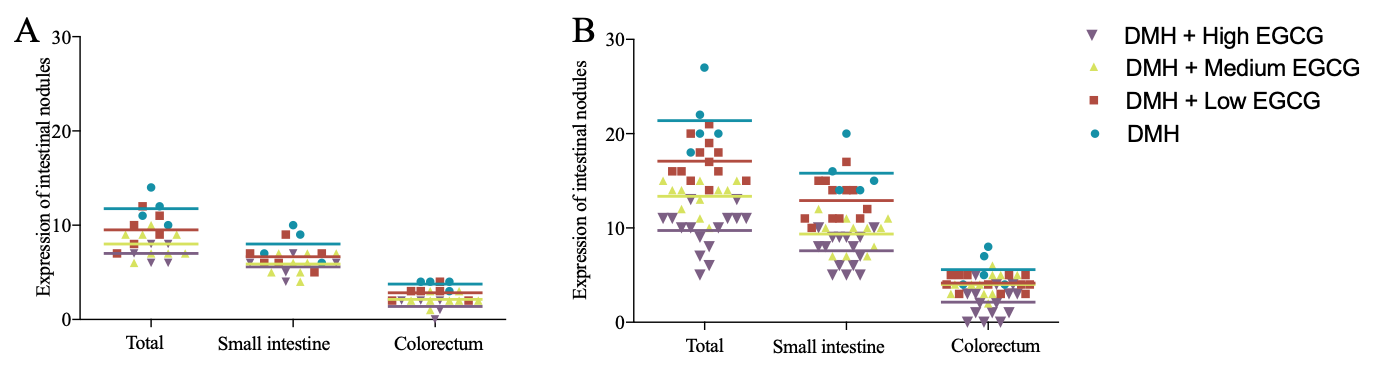 A
Expression of intestinal nodules
30
20
10
0
Total
Small intestine
Colorectum
B
Expression of intestinal nodules
30
20
10
0
Total
Small intestine
Colorectum
DMH + High EGCG
DMH + Medium EGCG
DMH + Low EGCG
DMH